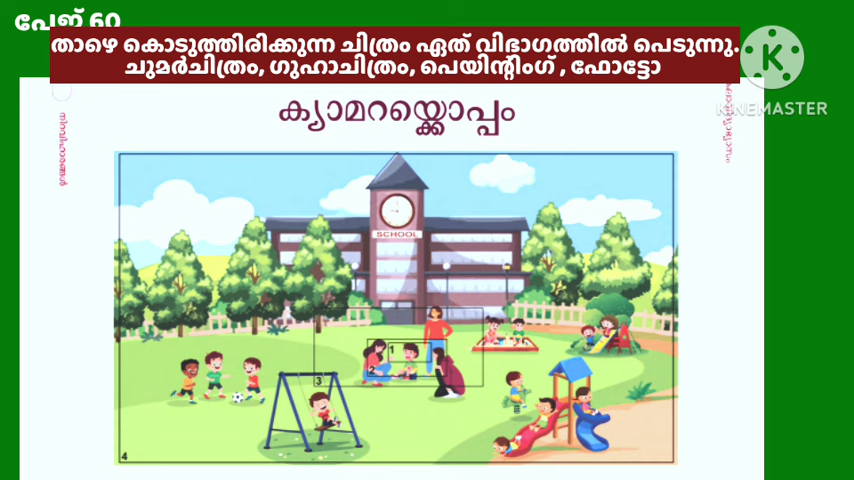 പേജ് 60
താഴെ കൊടുത്തിരിക്കുന്ന ചിത്രം ഏത് വിഭാഗത്തിൽ പെടുന്നു.
ചുമർചിത്രം, ഗുഹാചിത്രം, പെയിന്റിംഗ് , ഫോട്ടോ
KINEMASTER
ക്യാമറയ്ക്കൊപ്പം
SCHOOL
1
2
3
4